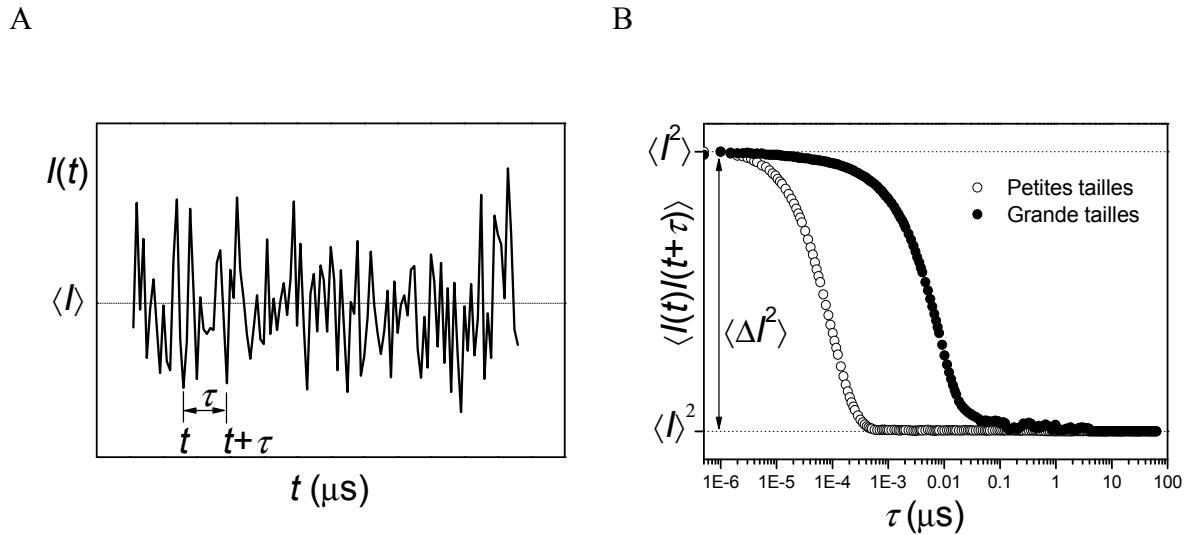 A
B
I(t)
⟨I⟩
τ
t
t+τ
t (μs)
⟨I²⟩
⟨I(t)I(t+τ)⟩
⟨ΔI²⟩
⟨I⟩²
Petites tailles
Grande tailles
1E-6 1E-5 1E-4 1E-3 0.01 0.1 1 10 100
τ (μs)